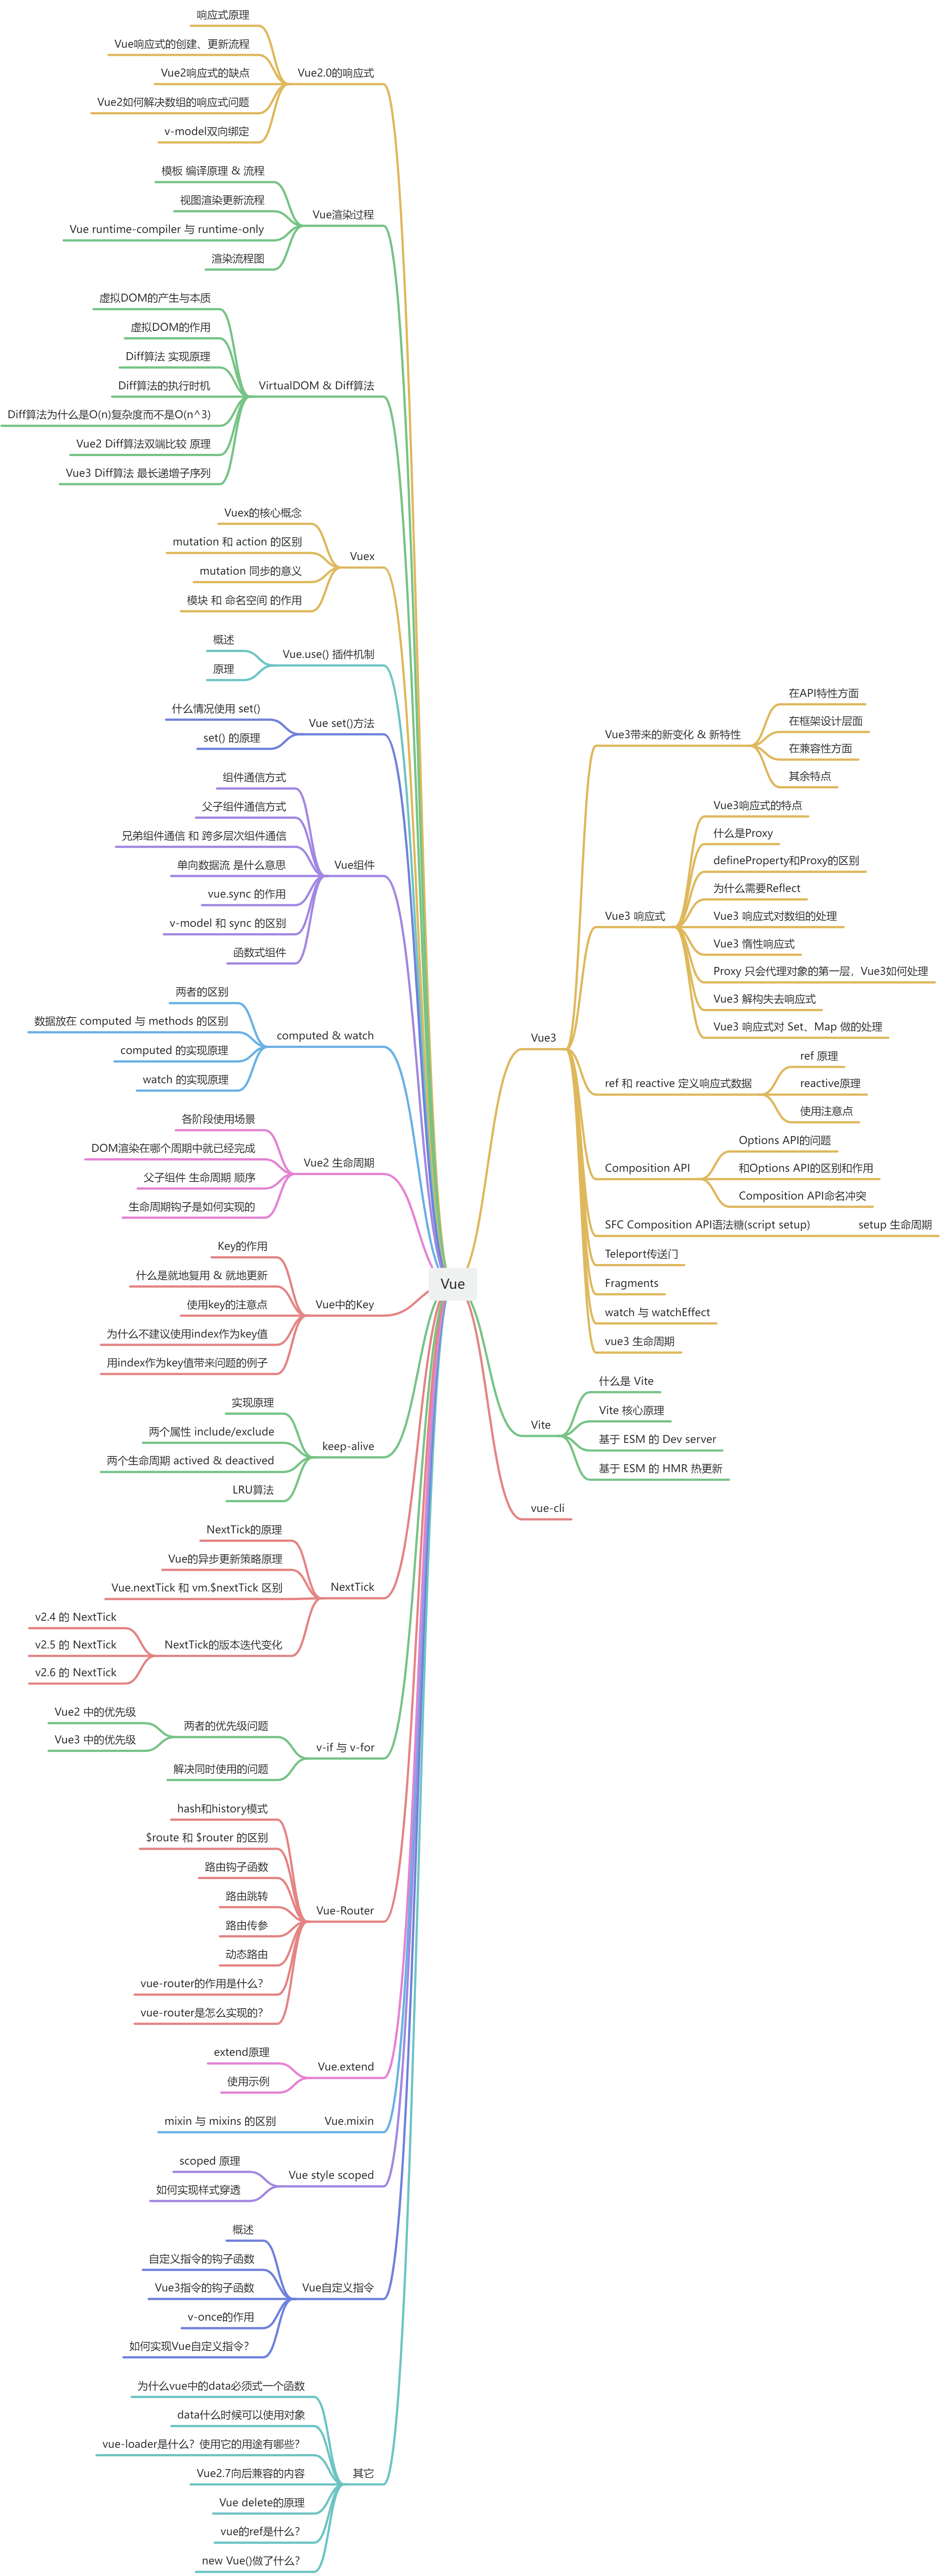 Vue
Vue2.0的响应式
响应式原理
Vue响应式的创建、更新流程
Vue2响应式的缺点
Vue2如何解决数组的响应式问题
v-model双向绑定
Vue渲染过程
模板 编译原理 & 流程
视图渲染更新流程
Vue runtime-compiler 与 runtime-only
渲染流程图
VirtualDOM & Diff算法
虚拟DOM的产生与本质
虚拟DOM的作用
Diff算法 实现原理
Diff算法的执行时机
Diff算法为什么是O(n)复杂度而不是O(n^3)
Vue2 Diff算法双端比较 原理
Vue3 Diff算法 最长递增子序列
Vuex
Vuex的核心概念
mutation 和 action 的区别
mutation 同步的意义
模块 和 命名空间 的作用
Vue.use() 插件机制
概述
原理
Vue set()方法
什么情况使用 set()
set() 的原理
Vue组件
组件通信方式
父子组件通信方式
兄弟组件通信 和 跨多层次组件通信
单向数据流 是什么意思
vue.sync 的作用
v-model 和 sync 的区别
函数式组件
computed & watch
两者的区别
数据放在 computed 与 methods 的区别
computed 的实现原理
watch 的实现原理
Vue2 生命周期
各阶段使用场景
DOM渲染在哪个周期中就已经完成
父子组件 生命周期 顺序
生命周期钩子是如何实现的
Vue中的Key
Key的作用
什么是就地复用 & 就地更新
使用key的注意点
为什么不建议使用index作为key值
用index作为key值带来问题的例子
keep-alive
实现原理
两个属性 include/exclude
两个生命周期 actived & deactived
LRU算法
NextTick
NextTick的原理
Vue的异步更新策略原理
Vue.nextTick 和 vm.$nextTick 区别
NextTick的版本迭代变化
v2.4 的 NextTick
v2.5 的 NextTick
v2.6 的 NextTick
v-if 与 v-for
两者的优先级问题
Vue2 中的优先级
Vue3 中的优先级
解决同时使用的问题
Vue-Router
hash和history模式
$route 和 $router 的区别
路由钩子函数
路由跳转
路由传参
动态路由
vue-router的作用是什么？
vue-router是怎么实现的？
Vue.extend
extend原理
使用示例
Vue.mixin
mixin 与 mixins 的区别
Vue style scoped
scoped 原理
如何实现样式穿透
Vue自定义指令
概述
自定义指令的钩子函数
Vue3指令的钩子函数
v-once的作用
如何实现Vue自定义指令？
其它
为什么vue中的data必须式一个函数
data什么时候可以使用对象
vue-loader是什么？使用它的用途有哪些？
Vue2.7向后兼容的内容
Vue delete的原理
vue的ref是什么？
new Vue()做了什么？
Vue3
Vue3带来的新变化 & 新特性
在API特性方面
在框架设计层面
在兼容性方面
其余特点
Vue3 响应式
Vue3响应式的特点
什么是Proxy
defineProperty和Proxy的区别
为什么需要Reflect
Vue3 响应式对数组的处理
Vue3 惰性响应式
Proxy 只会代理对象的第一层，Vue3如何处理
Vue3 解构失去响应式
Vue3 响应式对 Set、Map 做的处理
ref 和 reactive 定义响应式数据
ref 原理
reactive原理
使用注意点
Composition API
Options API的问题
和Options API的区别和作用
Composition API命名冲突
SFC Composition API语法糖(script setup)
setup 生命周期
Teleport传送门
Fragments
watch 与 watchEffect
vue3 生命周期
Vite
什么是 Vite
Vite 核心原理
基于 ESM 的 Dev server
基于 ESM 的 HMR 热更新
vue-cli